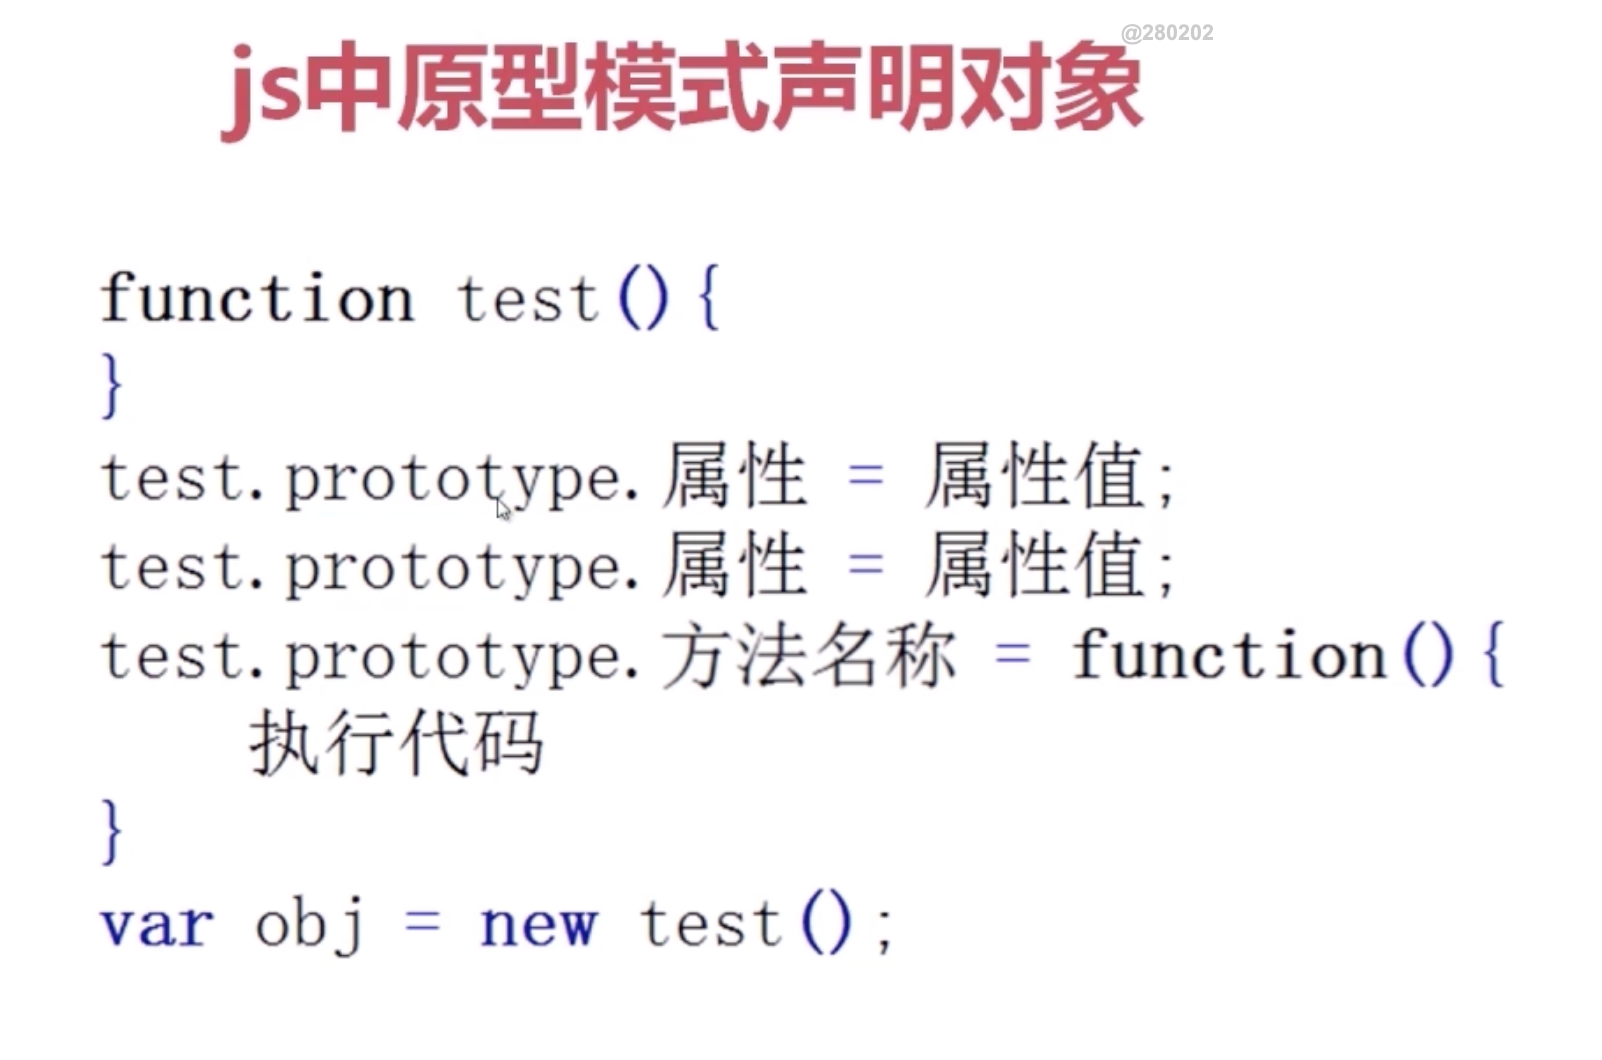 @280202
js中原型模式声明对象
function test(){
}
test.prototype.属性 = 属性值;
test.prototype.属性 = 属性值;
test.prototype.方法名称 = function(){
    执行代码
}
var obj = new test();